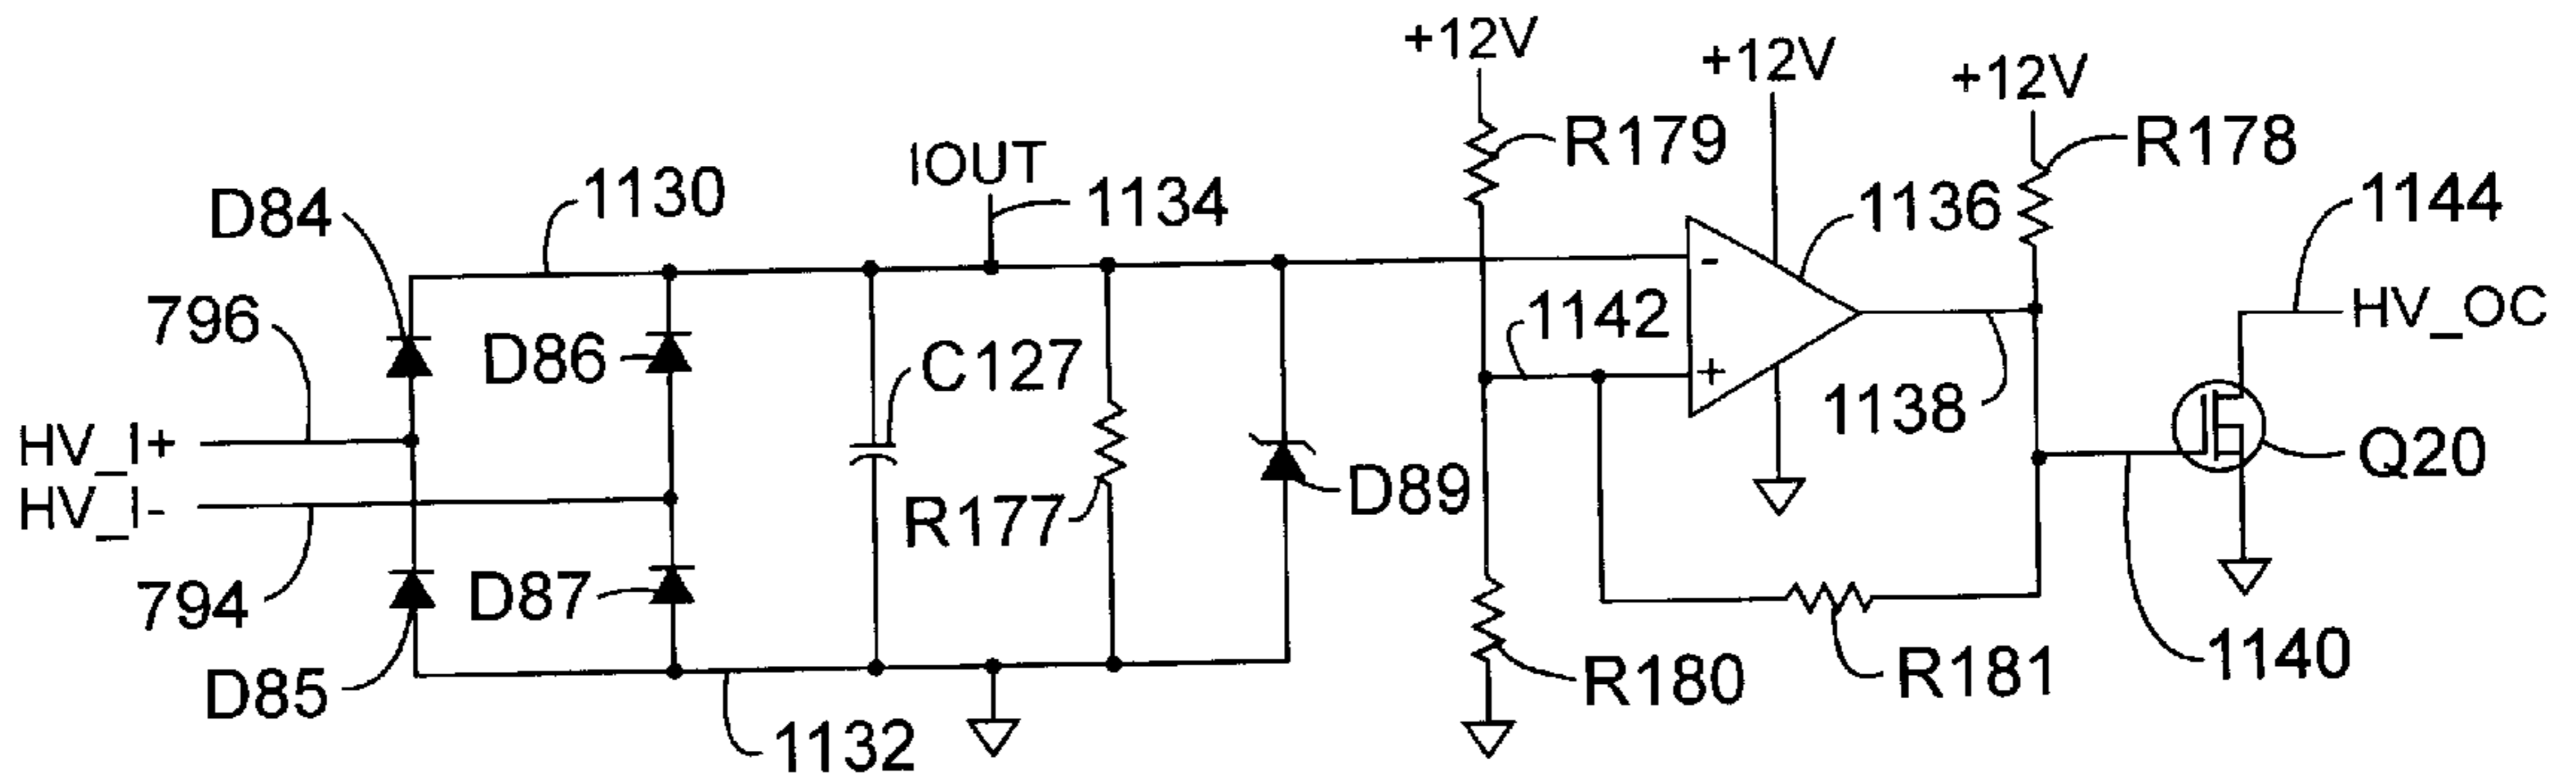 +12V
+12V
+12V
R179
R178
IOUT
1130
1134
1136
1144
D84
796
D86
C127
1142
HV_OC
1138
HV_I+
HV_I-
Q20
D89
R177
794
D87
D85
1132
R180
R181
1140